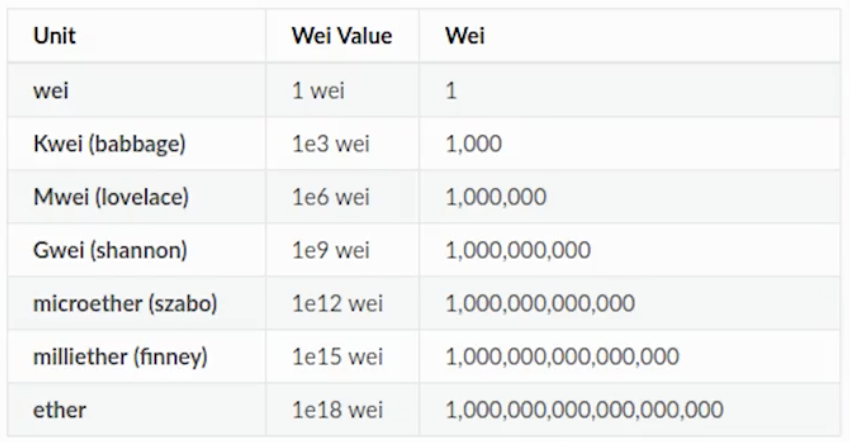 Unit Wei Value Wei
wei 1 wei 1
Kwei (babbage) 1e3 wei 1,000
Mwei (lovelace) 1e6 wei 1,000,000
Gwei (shannon) 1e9 wei 1,000,000,000
microether (szabo) 1e12 wei 1,000,000,000,000
milliether (finney) 1e15 wei 1,000,000,000,000,000
ether 1e18 wei 1,000,000,000,000,000,000